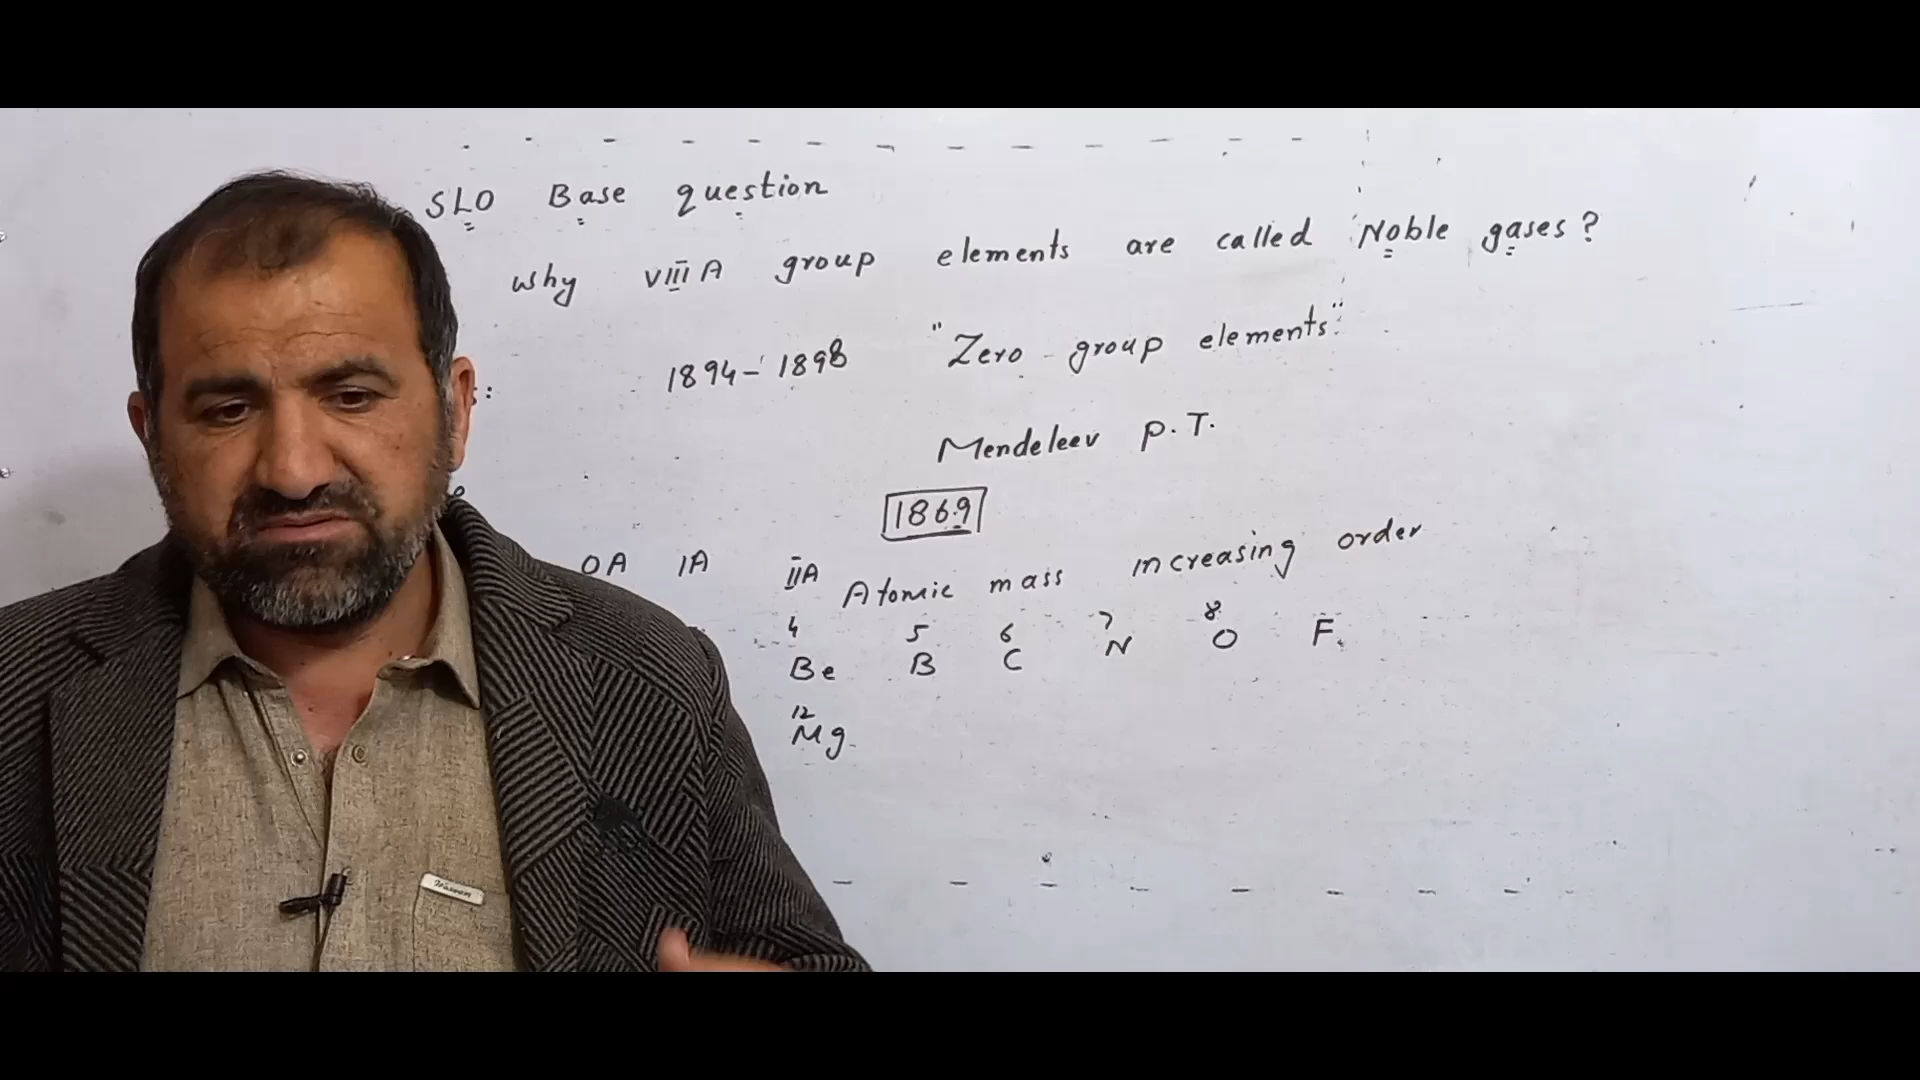 SLO Base question
why VIII A group elements are called Noble gases?
1894-1898 "Zero group elements"
:
Mendeleev P.T.
1869
OA IA IIA Atomic mass increasing order
4 5 6 7 8
Be B C N O F
12
Mg